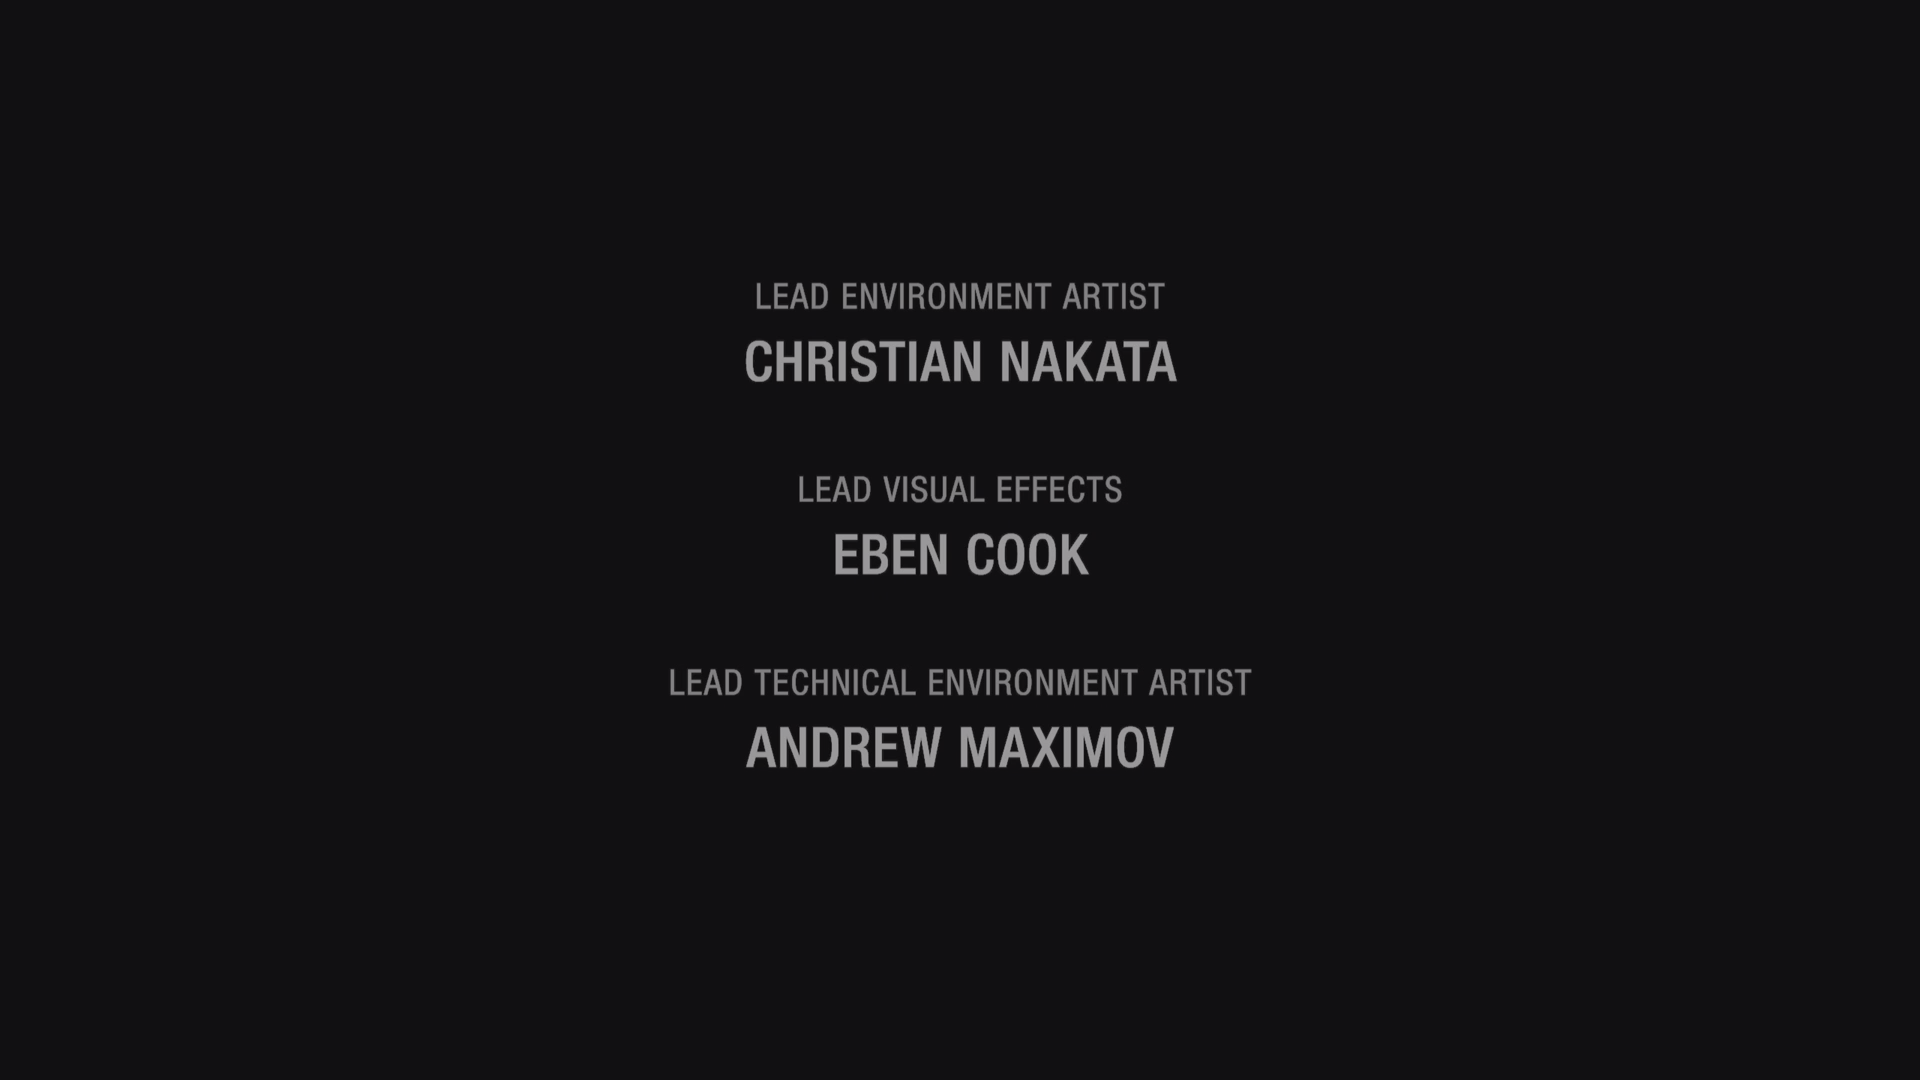 LEAD ENVIRONMENT ARTIST
CHRISTIAN NAKATA
LEAD VISUAL EFFECTS
EBEN COOK
LEAD TECHNICAL ENVIRONMENT ARTIST
ANDREW MAXIMOV